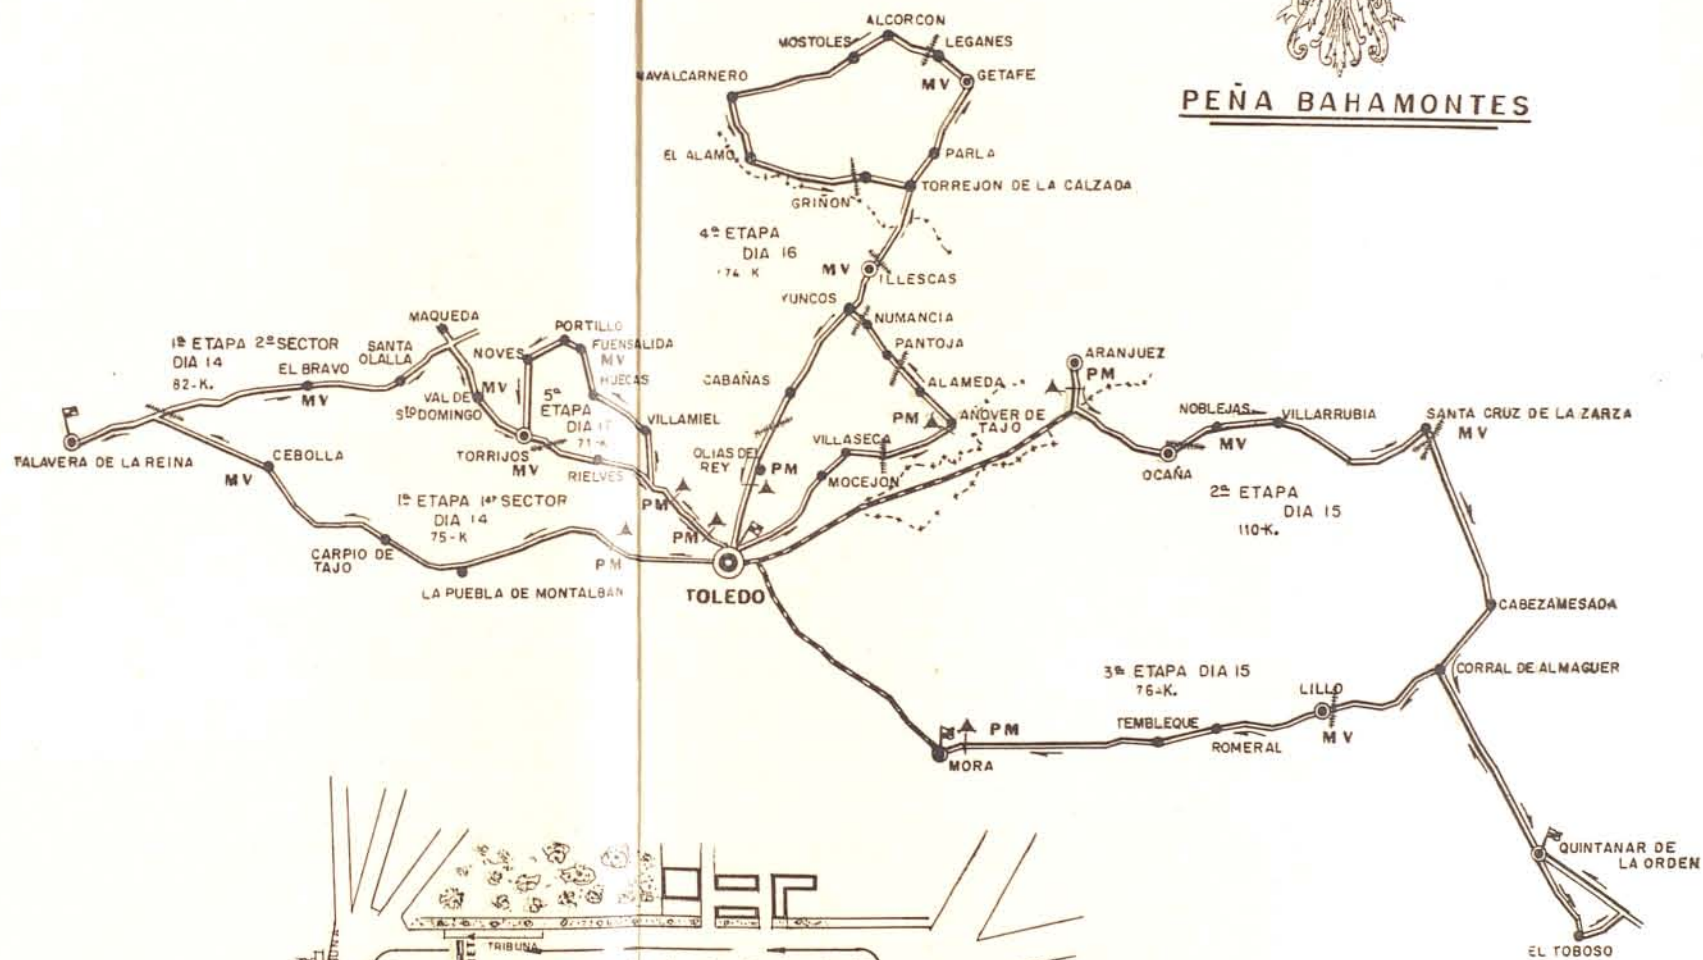 PEÑA BAHAMONTES
ALCORCON
MOSTOLES
LEGANES
NAVALCARNERO
MV
GETAFE
EL ALAMO
PARLA
TORREJON DE LA CALZADA
GRIÑON
4ª ETAPA
DIA 16
MV
ILLESCAS
YUNCOS
NUMANCIA
PANTOJA
CABAÑAS
ALAMEDA
PM
AÑOVER DE
TAJO
VILLASECA
OLIAS DEL
REY
PM
MOCEJON
MAQUEDA
1ª ETAPA 2º SECTOR
DIA 14
82-K.
SANTA
OLALLA
EL BRAVO
MV
NOVES
PORTILLO
FUENSALIDA
MV
HUECAS
MV
VAL DE
Sto DOMINGO
5ª
ETAPA
DIA 17
71-K
VILLAMIEL
TORRIJOS
MV
RIELVES
TALAVERA DE LA REINA
CEBOLLA
MV
1ª ETAPA 1er SECTOR
DIA 14
75-K
PM
PM
PM
CARPIO DE
TAJO
LA PUEBLA DE MONTALBAN
TOLEDO
ARANJUEZ
PM
NOBLEJAS
VILLARRUBIA
MV
SANTA CRUZ DE LA ZARZA
MV
OCAÑA
2ª ETAPA
DIA 15
110-K.
CABEZAMESADA
3ª ETAPA DIA 15
76-K.
CORRAL DE ALMAGUER
LILLO
MV
TEMBLEQUE
ROMERAL
PM
MORA
QUINTANAR DE
LA ORDEN
EL TOBOSO
TRIBUNA